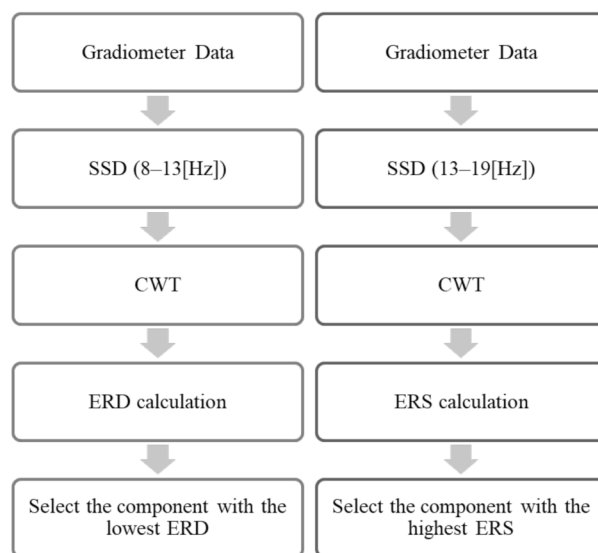 Gradiometer Data
SSD (8–13[Hz])
CWT
ERD calculation
Select the component with the
lowest ERD
Gradiometer Data
SSD (13–19[Hz])
CWT
ERS calculation
Select the component with the
highest ERS